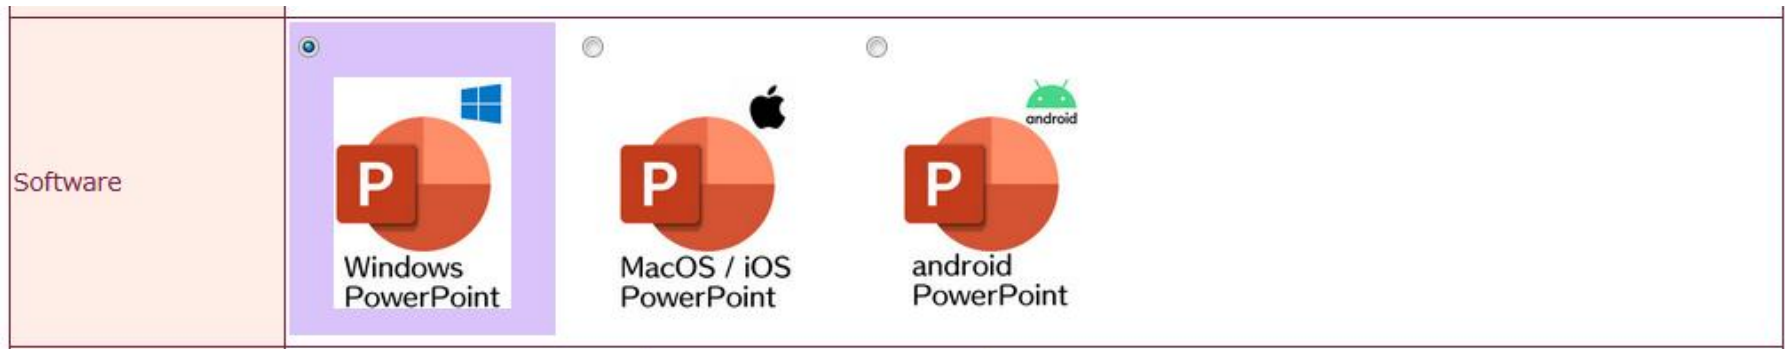 Software
P
Windows
PowerPoint
P
MacOS / iOS
PowerPoint
android
P
android
PowerPoint